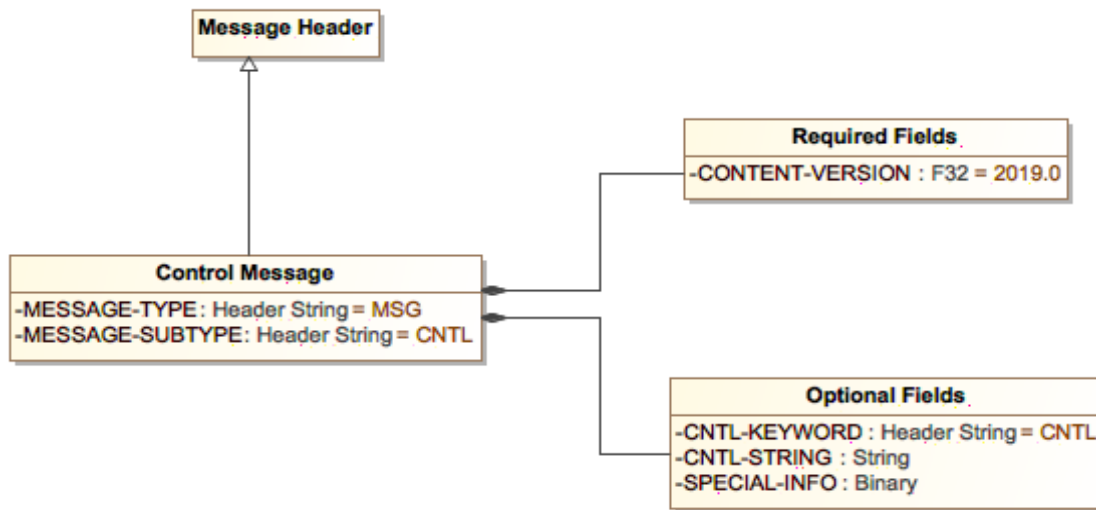 Message Header
Required Fields
-CONTENT-VERSION : F32 = 2019.0
Control Message
-MESSAGE-TYPE : Header String = MSG
-MESSAGE-SUBTYPE: Header String = CNTL
Optional Fields
-CNTL-KEYWORD : Header String = CNTL
-CNTL-STRING : String
-SPECIAL-INFO : Binary